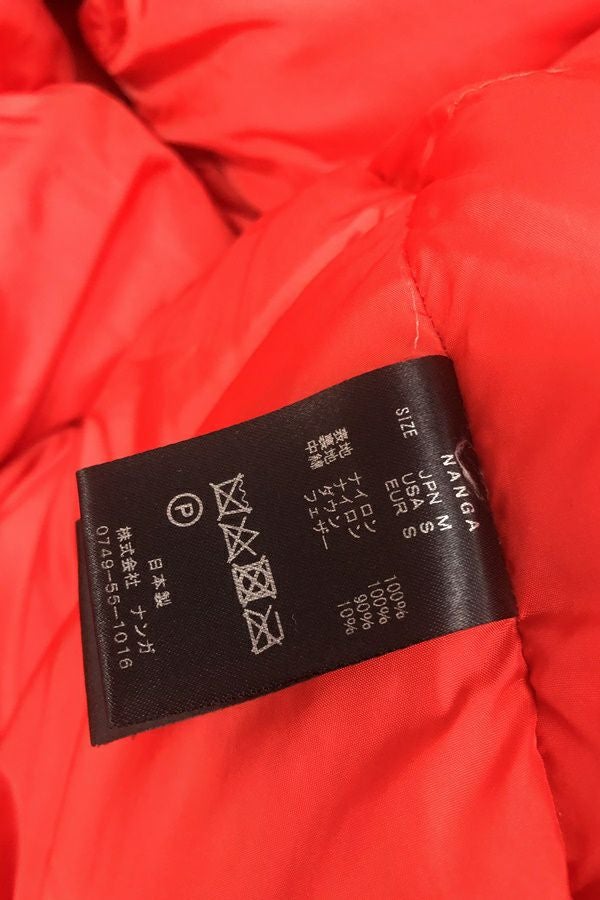 NANGA
SIZE JPN M
USA S
EUR S
表地 ナイロン 100%
裏地 ナイロン 100%
中綿 ダウン 90%
フェザー 10%
P
日本製
株式会社 ナンガ
0749-55-1016